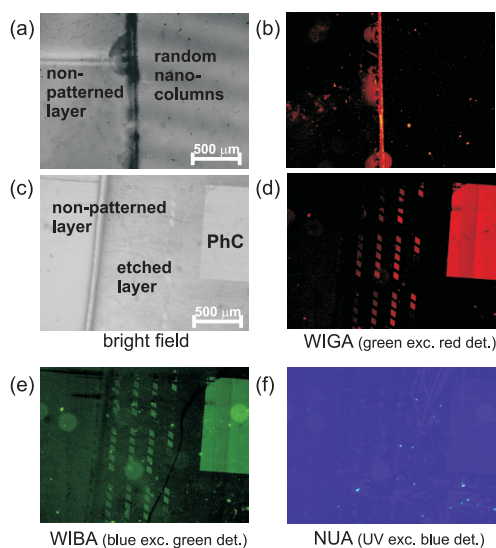 (a)
non-
patterned
layer
random
nano-
columns
500 μm
(b)
(c)
non-patterned
layer
etched
layer
PhC
500 μm
bright field
(d)
WIGA (green exc. red det.)
(e)
WIBA (blue exc. green det.)
(f)
NUA (UV exc. blue det.)